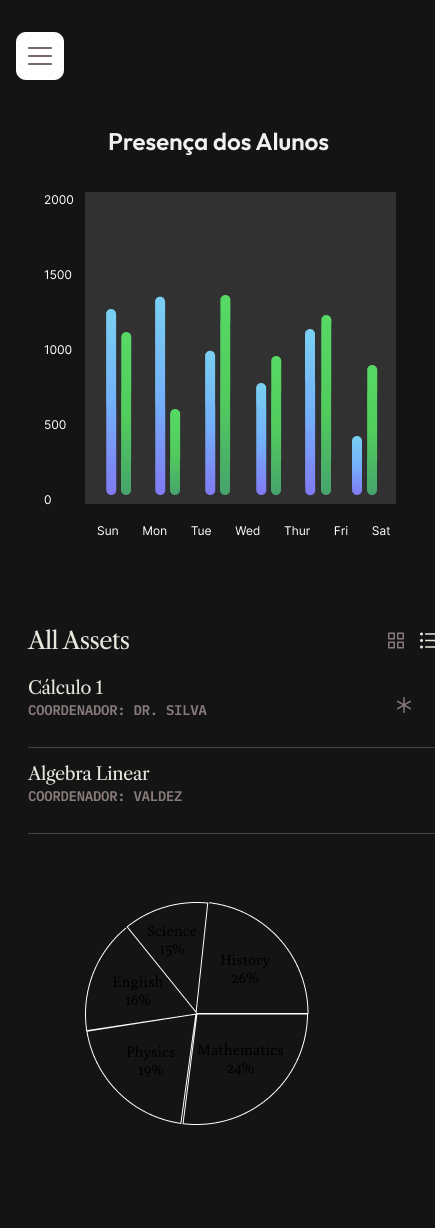 Presença dos Alunos
2000
1500
1000
500
0
Sun Mon Tue Wed Thur Fri Sat
All Assets
Cálculo 1
COORDENADOR: DR. SILVA
Algebra Linear
COORDENADOR: VALDEZ
Science
15%
History
26%
English
16%
Physics
19%
Mathematics
24%